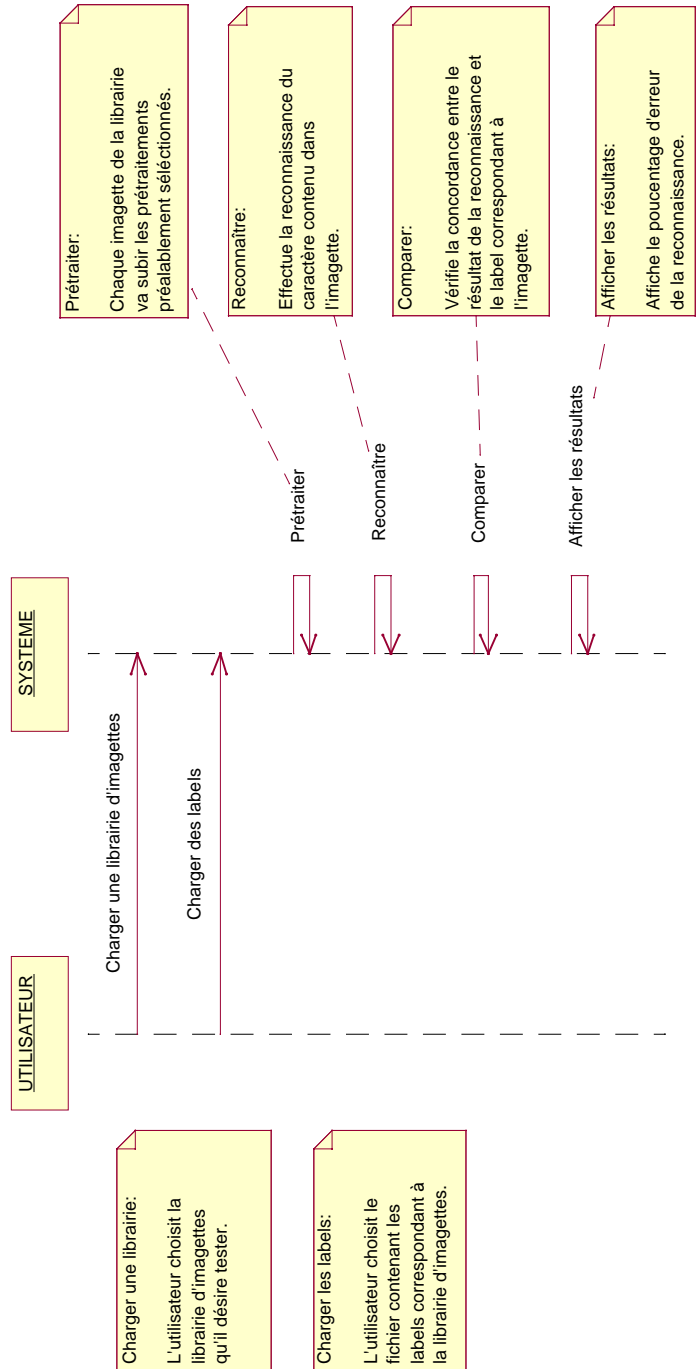 UTILISATEUR
SYSTEME
Charger une librairie:
L'utilisateur choisit la
librairie d'imagettes
qu'il désire tester.
Charger les labels:
L'utilisateur choisit le
fichier contenant les
labels correspondant à
la librairie d'imagettes.
Charger une librairie d'imagettes
Charger des labels
Prétraiter
Reconnaître
Comparer
Afficher les résultats
Prétraiter:
Chaque imagette de la librairie
va subir les prétraitements
préalablement séléctionnés.
Reconnaître:
Effectue la reconnaissance du
caractère contenu dans
l'imagette.
Comparer:
Vérifie la concordance entre le
résultat de la reconnaissance et
le label correspondant à
l'imagette.
Afficher les résultats:
Affiche le poucentage d'erreur
de la reconnaissance.